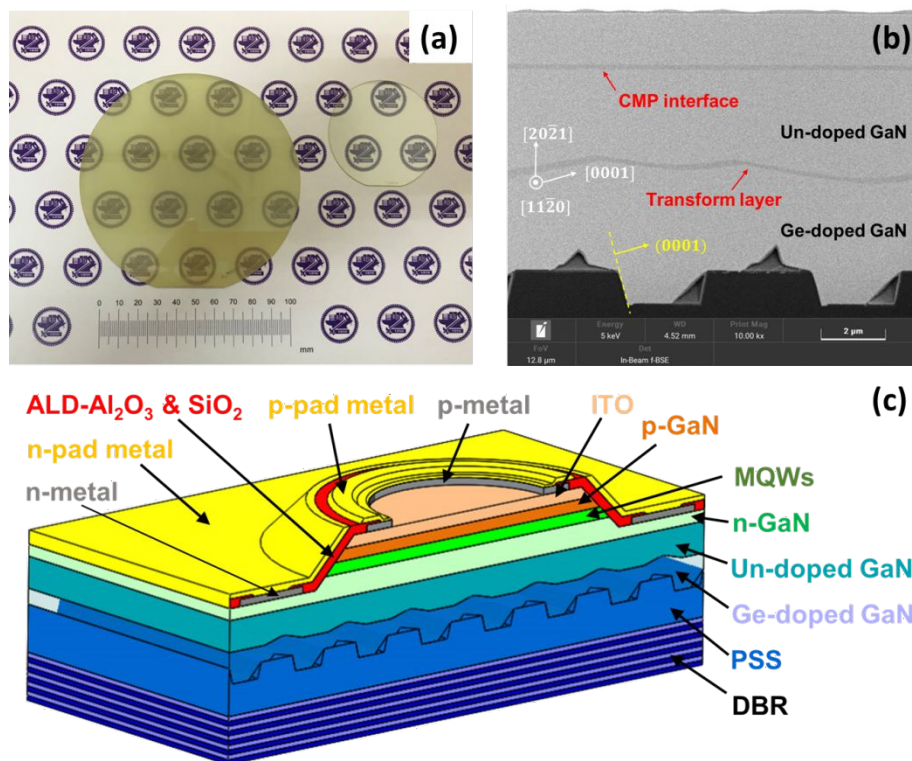 (a)
0 10 20 30 40 50 60 70 80 90 100
mm
(b)
CMP interface
Un-doped GaN
[202̄1]
[0001]
[112̄0]
Transform layer
Ge-doped GaN
(0001)
Energy WD Print Mag
5 keV 4.52 mm 10.00 kx 2 μm
FoV Det
12.8 μm In-Beam f-BSE
(c)
ALD-Al₂O₃ & SiO₂
p-pad metal
p-metal
ITO
n-pad metal
p-GaN
n-metal
MQWs
n-GaN
Un-doped GaN
Ge-doped GaN
PSS
DBR